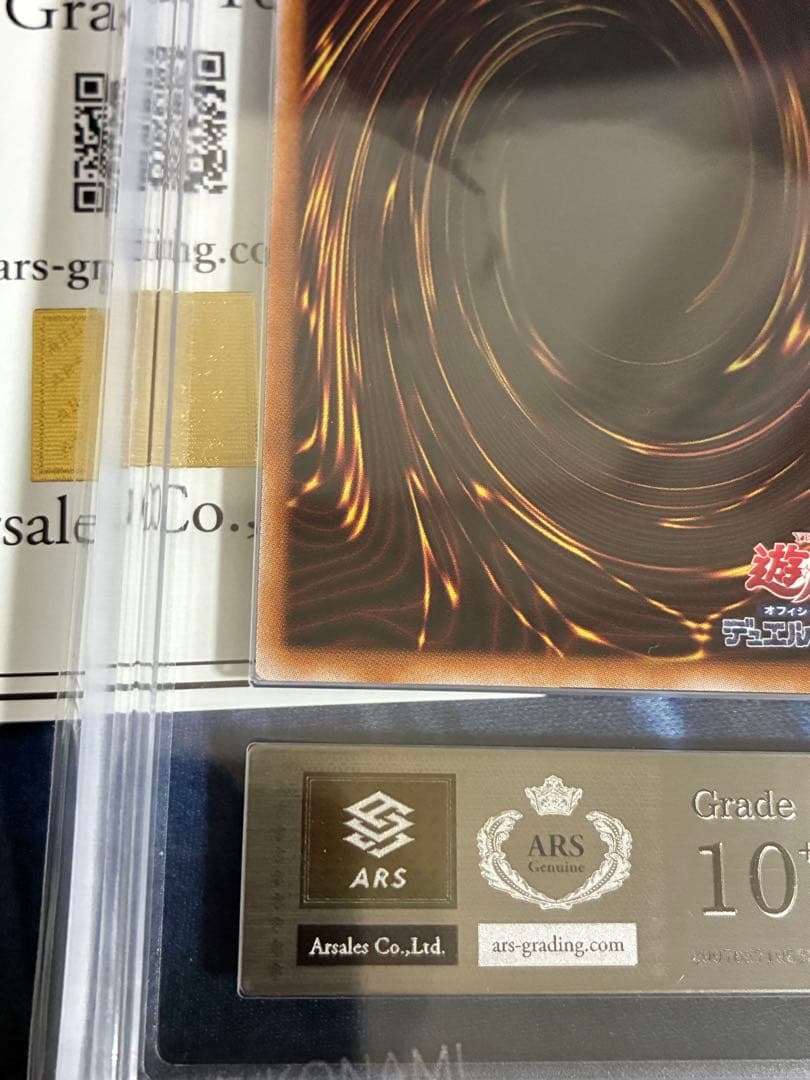 Gra
ars-gr ing.co
Co.,
遊
オフィシ
デュエル
ARS
Arsales Co.,Ltd.
ARS
Genuine
ars-grading.com
Grade
10+
KONAMI